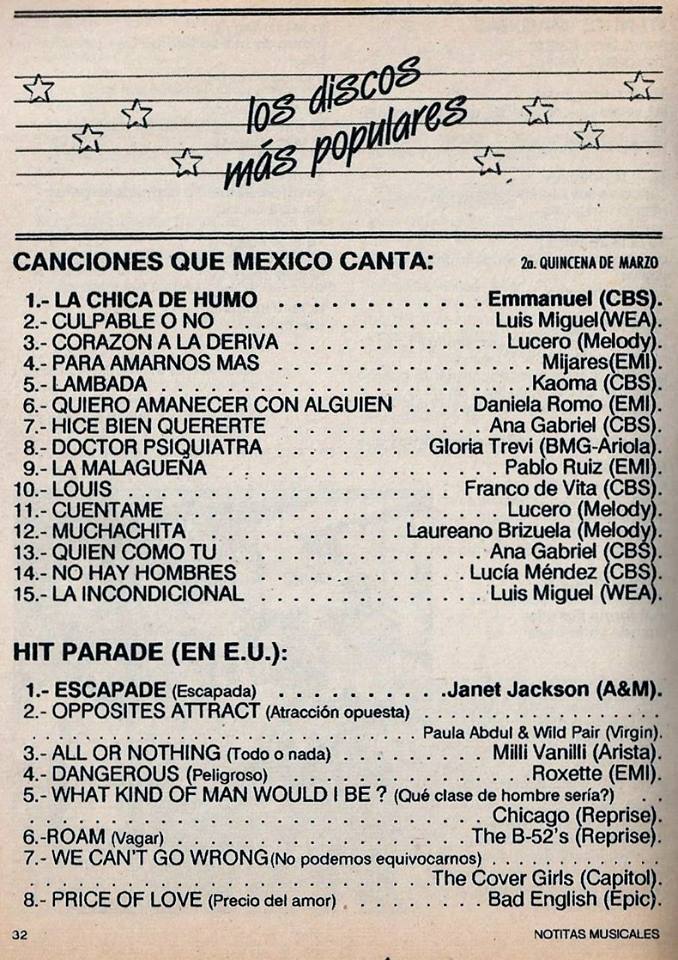 los discos
más populares
CANCIONES QUE MEXICO CANTA: 2a. QUINCENA DE MARZO
1.- LA CHICA DE HUMO . . . . . . . . . . . . Emmanuel (CBS).
2.- CULPABLE O NO . . . . . . . . . . . . . . Luis Miguel(WEA).
3.- CORAZON A LA DERIVA . . . . . . . . . . . . Lucero (Melody).
4.- PARA AMARNOS MAS . . . . . . . . . . . . . . Mijares(EMI).
5.- LAMBADA . . . . . . . . . . . . . . . . . . Kaoma (CBS).
6.- QUIERO AMANECER CON ALGUIEN . . . . Daniela Romo (EMI).
7.- HICE BIEN QUERERTE . . . . . . . . . . . . Ana Gabriel (CBS).
8.- DOCTOR PSIQUIATRA . . . . . . . . . Gloria Trevi (BMG-Ariola).
9.- LA MALAGUEÑA . . . . . . . . . . . . . . Pablo Ruiz (EMI).
10.- LOUIS . . . . . . . . . . . . . . . . . Franco de Vita (CBS).
11.- CUENTAME . . . . . . . . . . . . . . . . . Lucero (Melody).
12.- MUCHACHITA . . . . . . . . . . . Laureano Brizuela (Melody).
13.- QUIEN COMO TU . . . . . . . . . . . . . . Ana Gabriel (CBS).
14.- NO HAY HOMBRES . . . . . . . . . . . . Lucía Méndez (CBS).
15.- LA INCONDICIONAL . . . . . . . . . . . . Luis Miguel (WEA).
HIT PARADE (EN E.U.):
1.- ESCAPADE (Escapada) . . . . . . . . . . .Janet Jackson (A&M).
2.- OPPOSITES ATTRACT (Atracción opuesta) . . . . . . . . . . . . .
. . . . . . . . . . . . . . . . . . . . Paula Abdul & Wild Pair (Virgin).
3.- ALL OR NOTHING (Todo o nada) . . . . . . . . Milli Vanilli (Arista).
4.- DANGEROUS (Peligroso) . . . . . . . . . . . . . . Roxette (EMI).
5.- WHAT KIND OF MAN WOULD I BE ? (Qué clase de hombre sería?) . .
. . . . . . . . . . . . . . . . . . . . . . . Chicago (Reprise).
6.-ROAM (Vagar) . . . . . . . . . . . . . . . The B-52's (Reprise).
7.- WE CAN'T GO WRONG(No podemos equivocarnos) . . . . . . . . .
. . . . . . . . . . . . . . . . . . . .The Cover Girls (Capitol).
8.- PRICE OF LOVE (Precio del amor) . . . . . . . Bad English (Epic).
32 NOTITAS MUSICALES